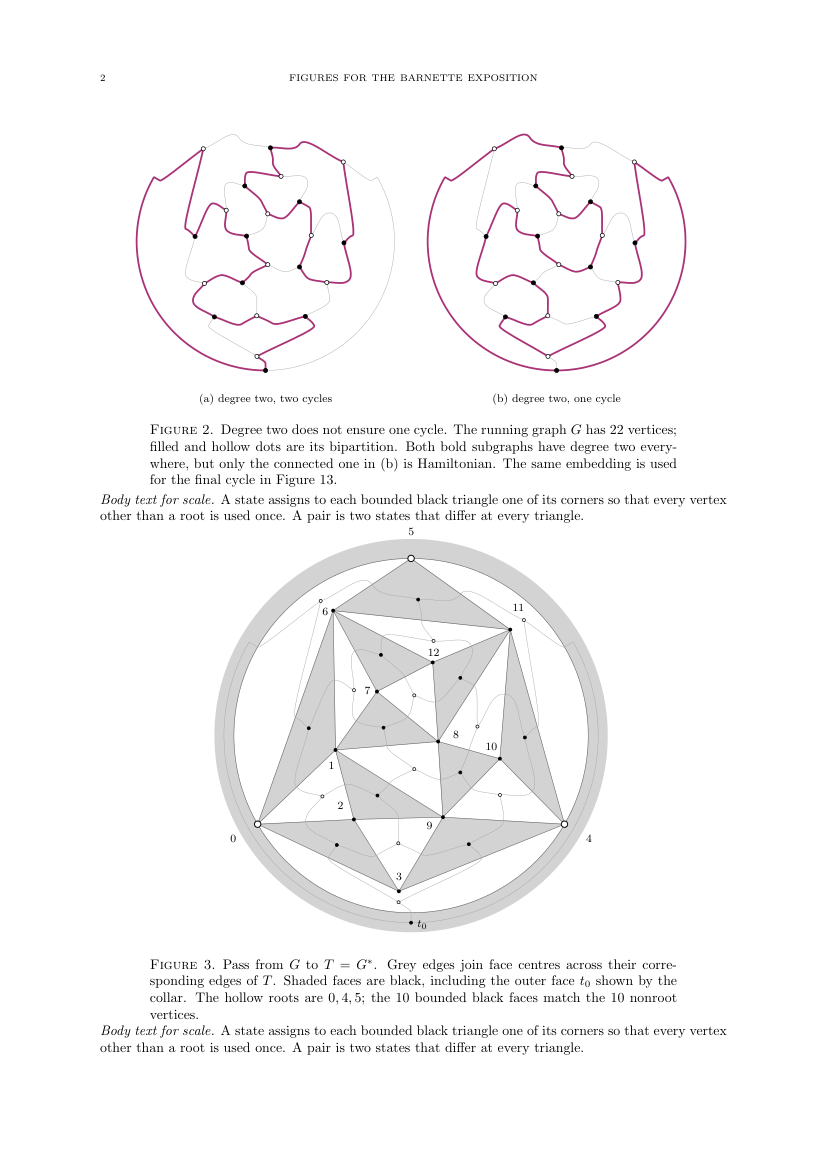 2
FIGURES FOR THE BARNETTE EXPOSITION
(a) degree two, two cycles
(b) degree two, one cycle
FIGURE 2. Degree two does not ensure one cycle. The running graph G has 22 vertices;
filled and hollow dots are its bipartition. Both bold subgraphs have degree two every-
where, but only the connected one in (b) is Hamiltonian. The same embedding is used
for the final cycle in Figure 13.
Body text for scale. A state assigns to each bounded black triangle one of its corners so that every vertex
other than a root is used once. A pair is two states that differ at every triangle.
5
11
6
12
7
8
10
1
2
9
0
4
3
t₀
FIGURE 3. Pass from G to T = G*. Grey edges join face centres across their corre-
sponding edges of T. Shaded faces are black, including the outer face t₀ shown by the
collar. The hollow roots are 0, 4, 5; the 10 bounded black faces match the 10 nonroot
vertices.
Body text for scale. A state assigns to each bounded black triangle one of its corners so that every vertex
other than a root is used once. A pair is two states that differ at every triangle.